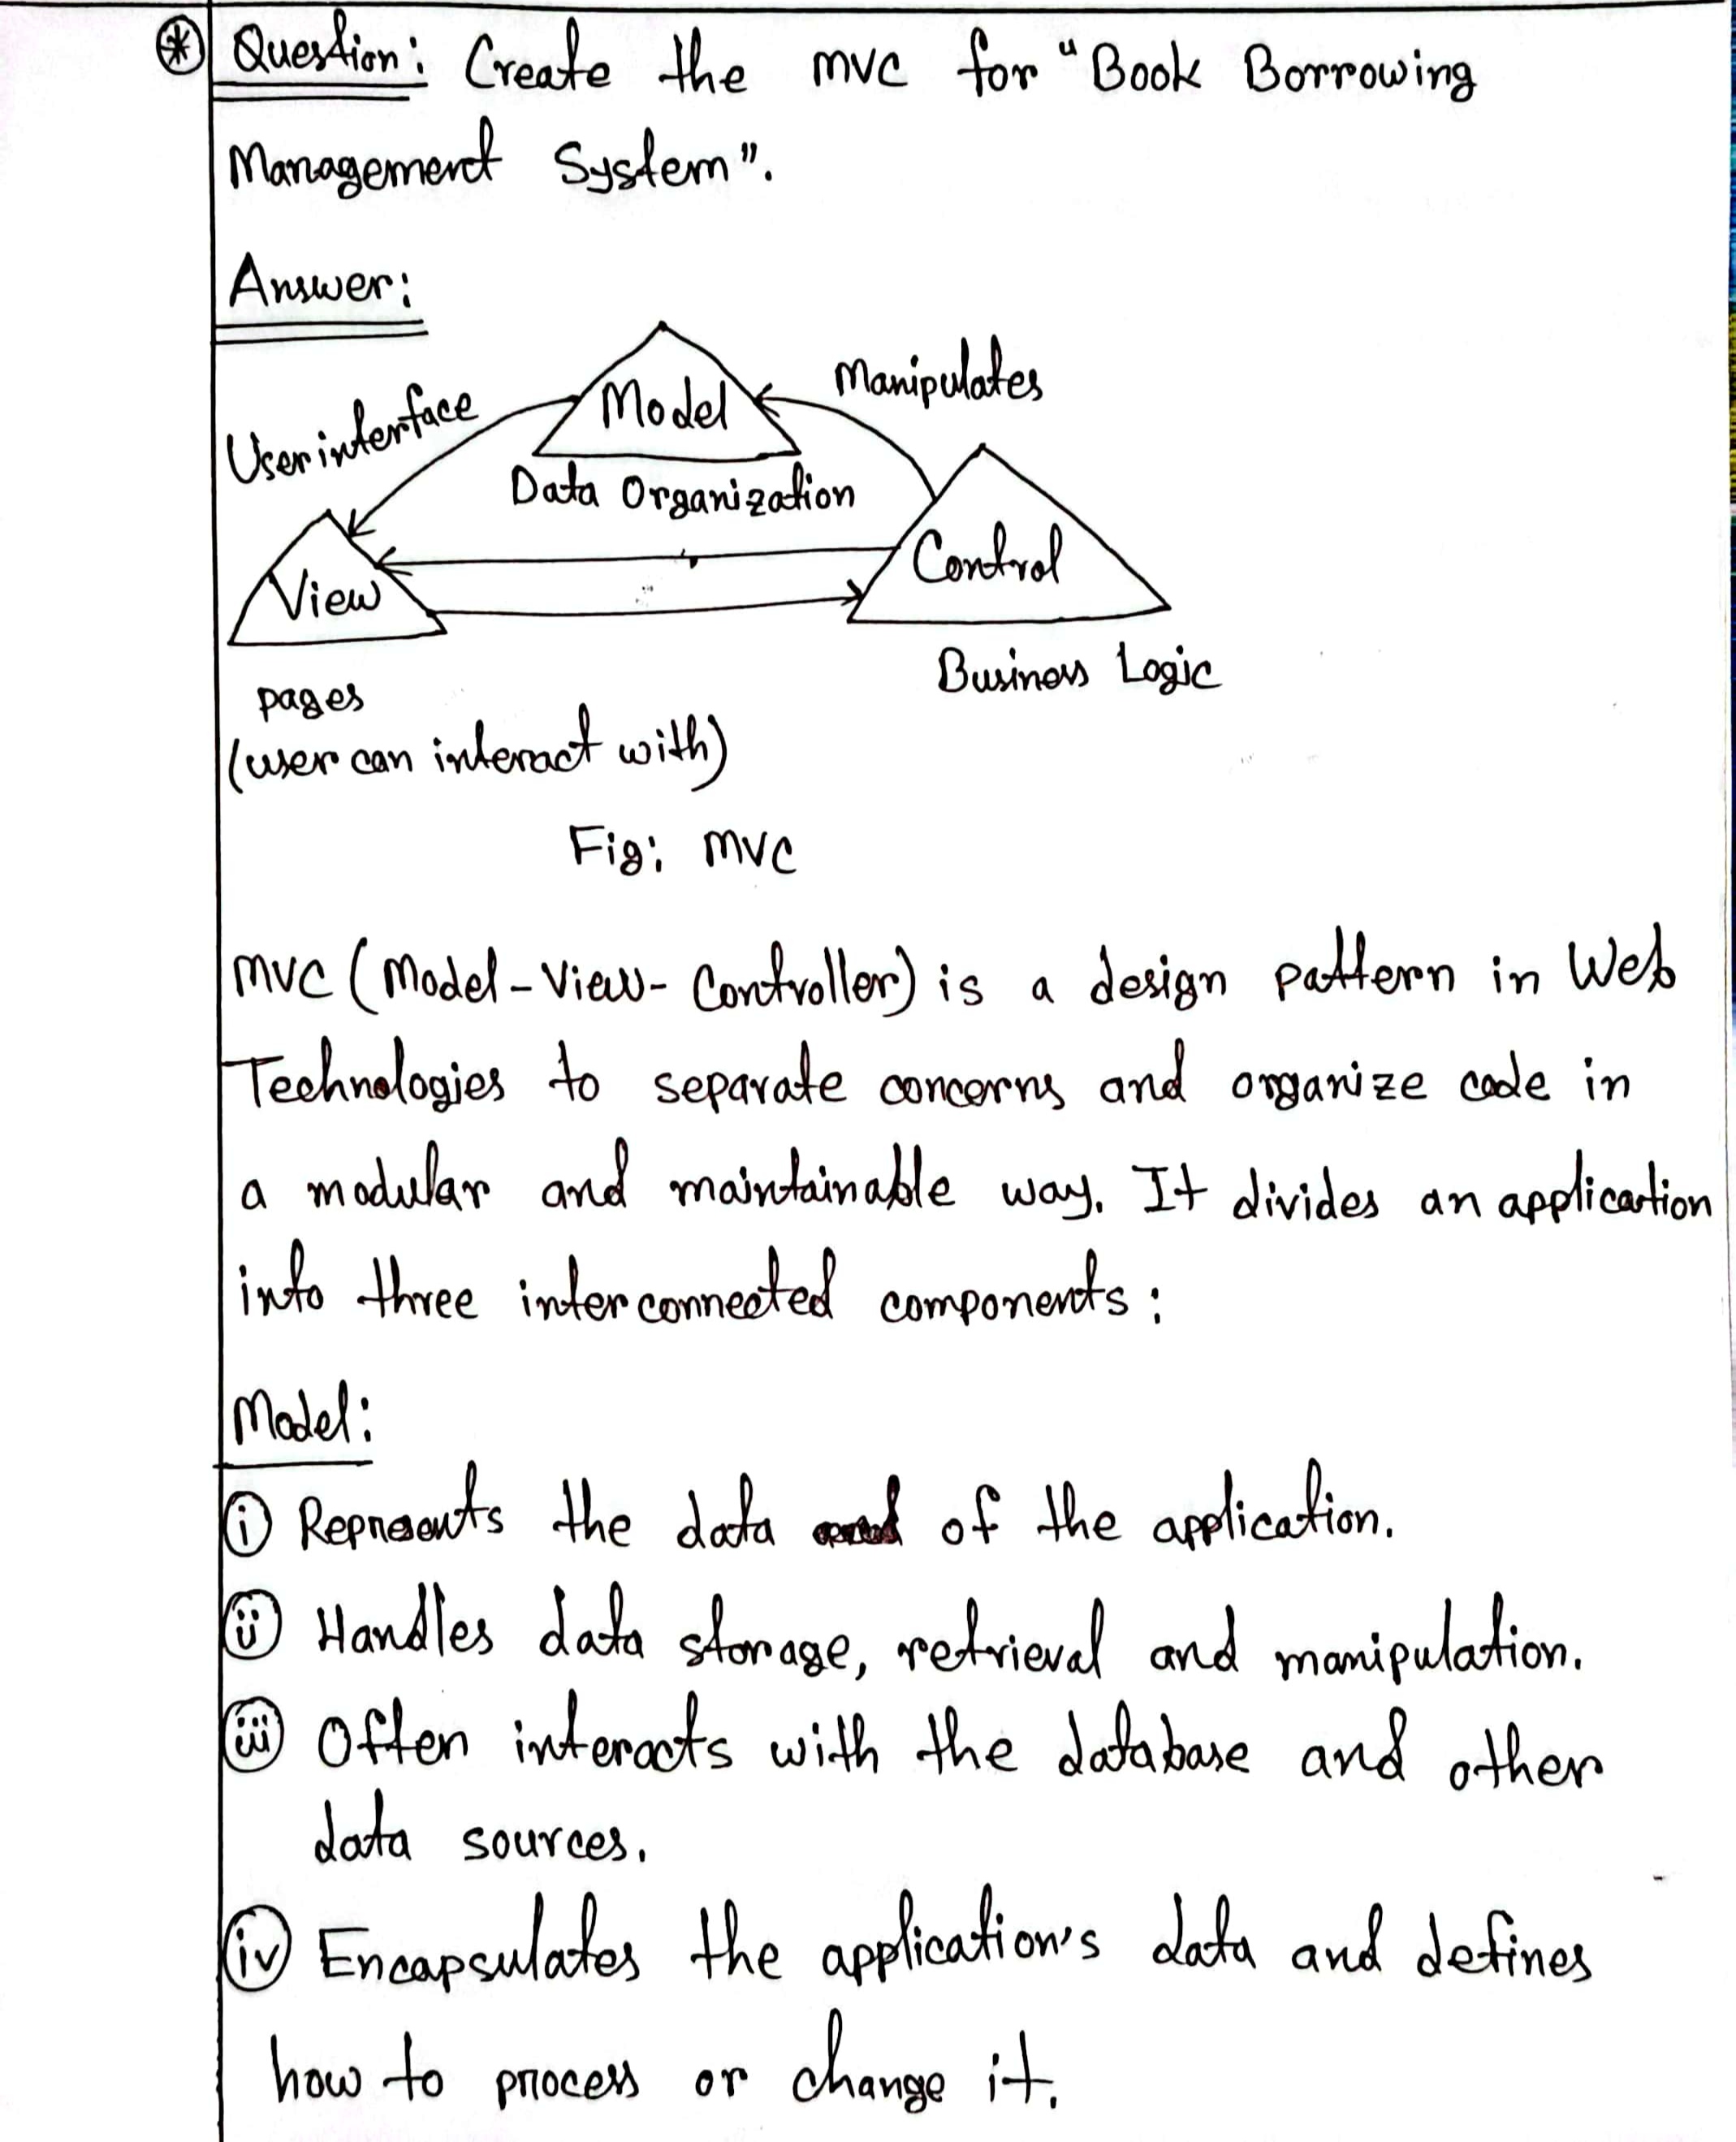 * Question: Create the MVC for "Book Borrowing
Management System".
Answer:
Model
Manipulates
User interface
Data Organization
Control
View
Business Logic
pages
(user can interact with)
Fig: MVC
MVC (Model-View-Controller) is a design pattern in Web
Technologies to separate concerns and organize code in
a modular and maintainable way. It divides an application
into three interconnected components:
Model:
i Represents the data of the application.
ii Handles data storage, retrieval and manipulation.
iii Often interacts with the database and other
data sources.
iv Encapsulates the application's data and defines
how to process or change it.